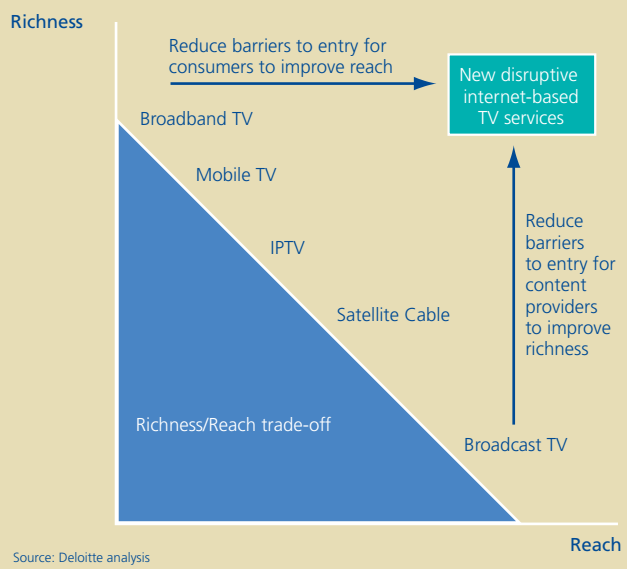 Richness
Reduce barriers to entry for
consumers to improve reach
New disruptive
internet-based
TV services
Broadband TV
Mobile TV
IPTV
Satellite Cable
Reduce
barriers
to entry for
content
providers
to improve
richness
Richness/Reach trade-off
Broadcast TV
Reach
Source: Deloitte analysis